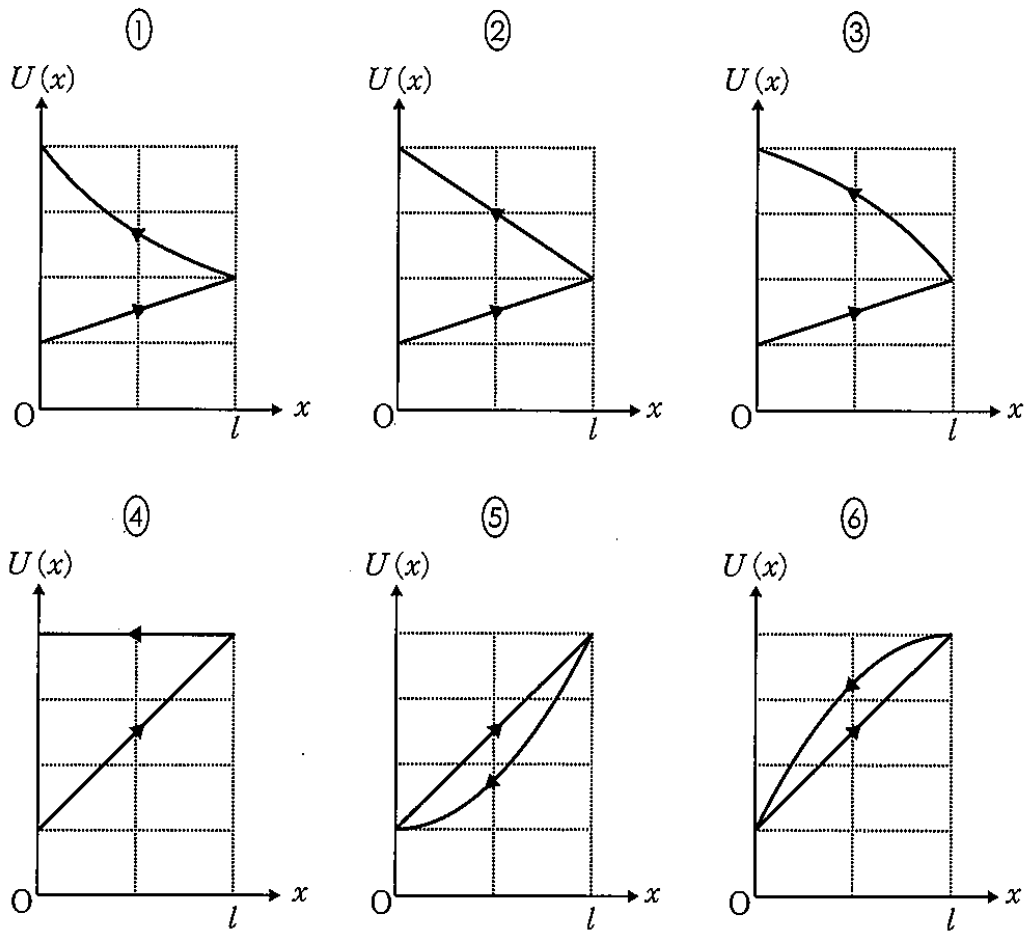 ① ② ③
U(x) U(x) U(x)
O l x O l x O l x
④ ⑤ ⑥
U(x) U(x) U(x)
O l x O l x O l x